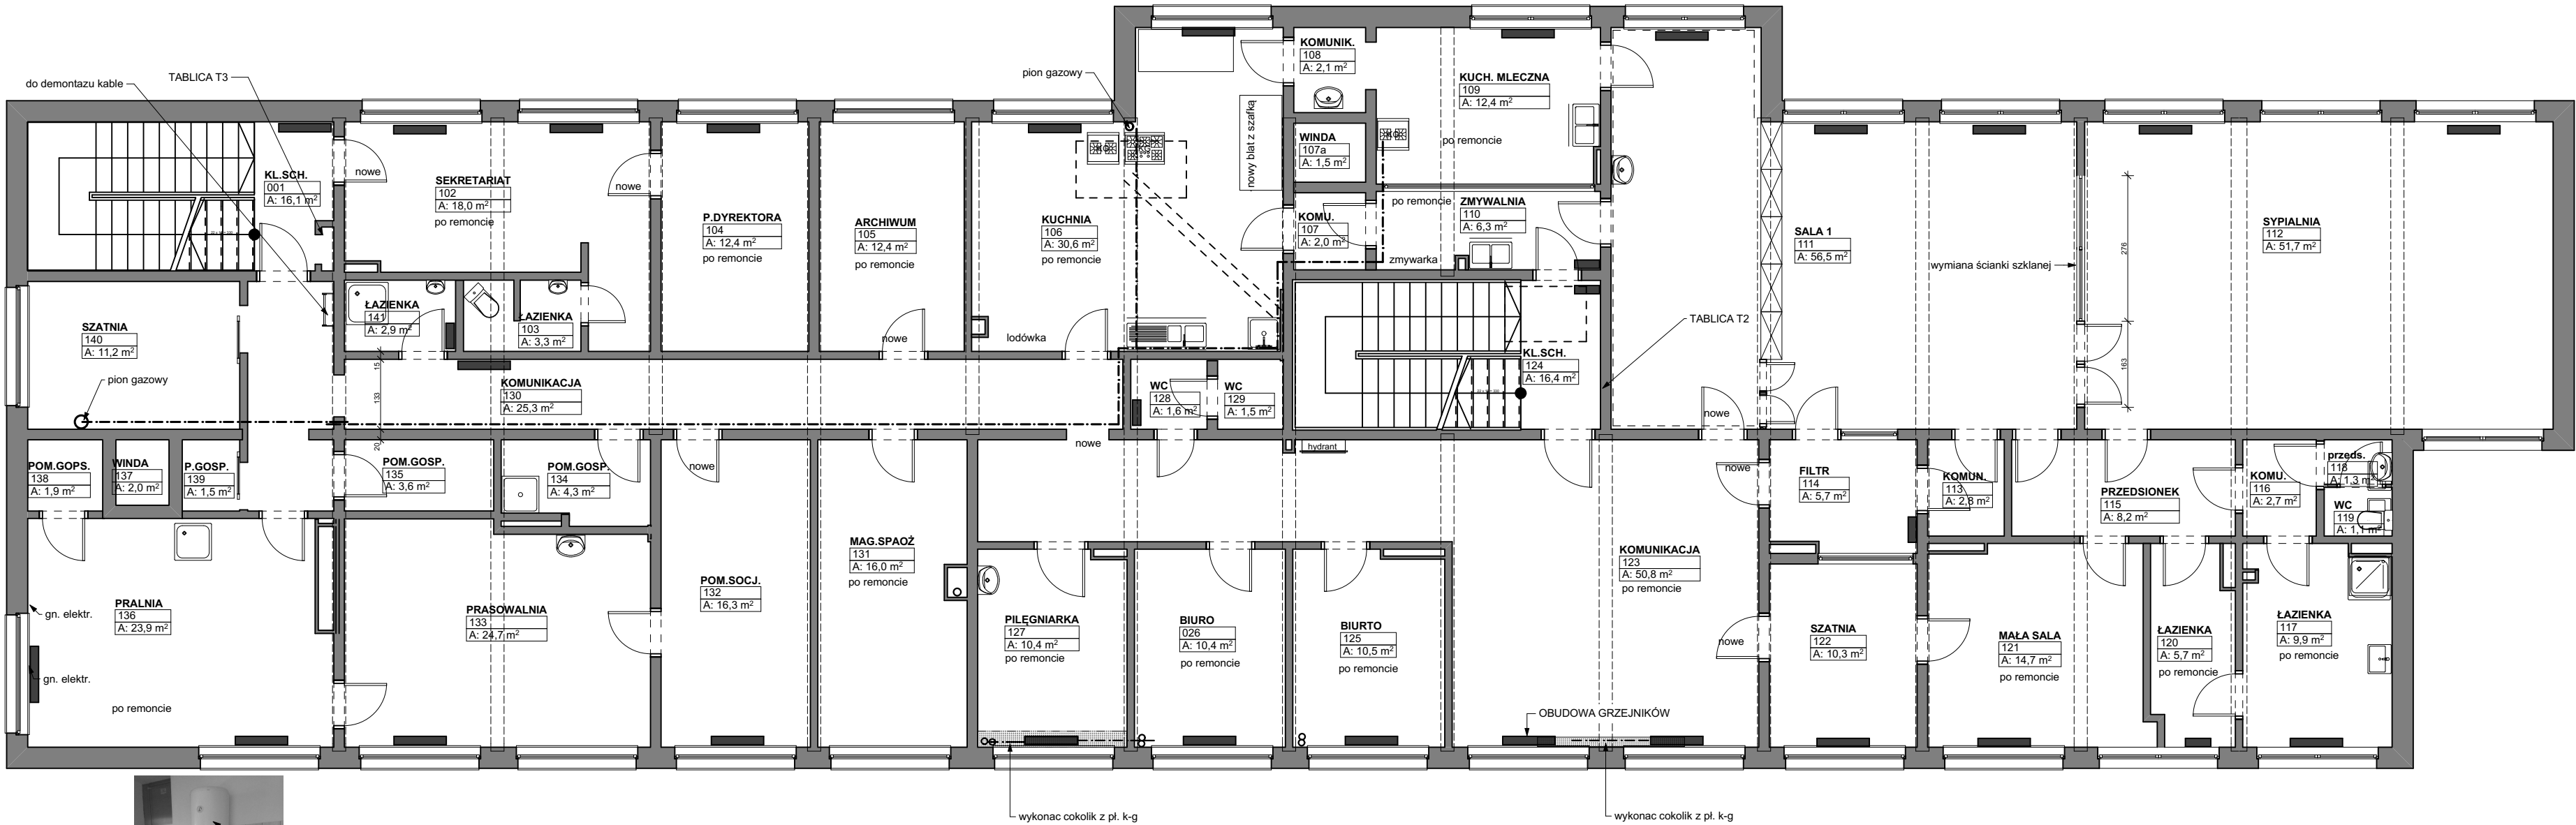 do demontazu kable
TABLICA T3
pion gazowy
KL.SCH.
001
A: 16,1 m²
nowe
SEKRETARIAT
102
A: 18,0 m²
po remoncie
nowe
P.DYREKTORA
104
A: 12,4 m²
po remoncie
ARCHIWUM
105
A: 12,4 m²
po remoncie
nowe
KUCHNIA
106
A: 30,6 m²
po remoncie
lodówka
nowy blat z szafką
KOMUNIK.
108
A: 2,1 m²
KUCH. MLECZNA
109
A: 12,4 m²
po remoncie
WINDA
107a
A: 1,5 m²
po remoncie
ZMYWALNIA
110
A: 6,3 m²
KOMU.
107
A: 2,0 m²
zmywarka
SALA 1
111
A: 56,5 m²
wymiana ścianki szklanej
276
163
SYPIALNIA
112
A: 51,7 m²
SZATNIA
140
A: 11,2 m²
pion gazowy
ŁAZIENKA
141
A: 2,9 m²
ŁAZIENKA
103
A: 3,3 m²
15
133
20
KOMUNIKACJA
130
A: 25,3 m²
WC
128
A: 1,6 m²
WC
129
A: 1,5 m²
KL.SCH.
124
A: 16,4 m²
TABLICA T2
nowe
nowe
hydrant
POM.GOPS.
138
A: 1,9 m²
WINDA
137
A: 2,0 m²
P.GOSP.
139
A: 1,5 m²
POM.GOSP.
135
A: 3,6 m²
POM.GOSP.
134
A: 4,3 m²
nowe
nowe
FILTR
114
A: 5,7 m²
KOMUN.
113
A: 2,8 m²
PRZEDSIONEK
115
A: 8,2 m²
KOMU.
116
A: 2,7 m²
przeds.
118
A: 1,3 m
WC
119
A: 1,1 m²
PRALNIA
136
A: 23,9 m²
gn. elektr.
gn. elektr.
po remoncie
PRASOWALNIA
133
A: 24,7 m²
POM.SOCJ.
132
A: 16,3 m²
MAG.SPAOŻ
131
A: 16,0 m²
po remoncie
PILĘGNIARKA
127
A: 10,4 m²
po remoncie
BIURO
026
A: 10,4 m²
po remoncie
BIURTO
125
A: 10,5 m²
po remoncie
KOMUNIKACJA
123
A: 50,8 m²
po remoncie
nowe
SZATNIA
122
A: 10,3 m²
MAŁA SALA
121
A: 14,7 m²
po remoncie
ŁAZIENKA
120
A: 5,7 m²
po remoncie
ŁAZIENKA
117
A: 9,9 m²
po remoncie
OBUDOWA GRZEJNIKÓW
wykonac cokolik z pł. k-g
wykonac cokolik z pł. k-g